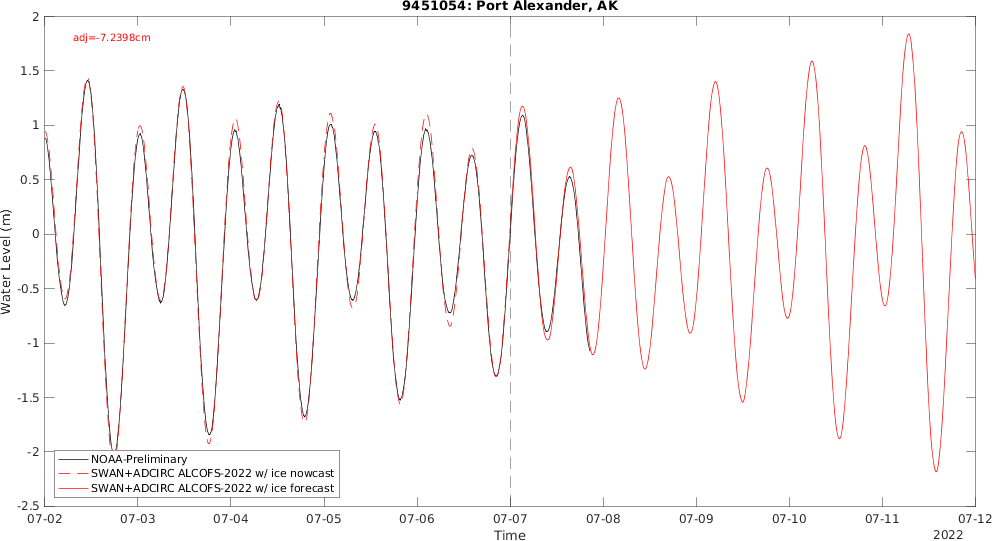 9451054: Port Alexander, AK
adj=-7.2398cm
2
1.5
1
0.5
0
-0.5
-1
-1.5
-2
-2.5
Water Level (m)
NOAA-Preliminary
SWAN+ADCIRC ALCOFS-2022 w/ ice nowcast
SWAN+ADCIRC ALCOFS-2022 w/ ice forecast
07-02 07-03 07-04 07-05 07-06 07-07 07-08 07-09 07-10 07-11 07-12
Time
2022